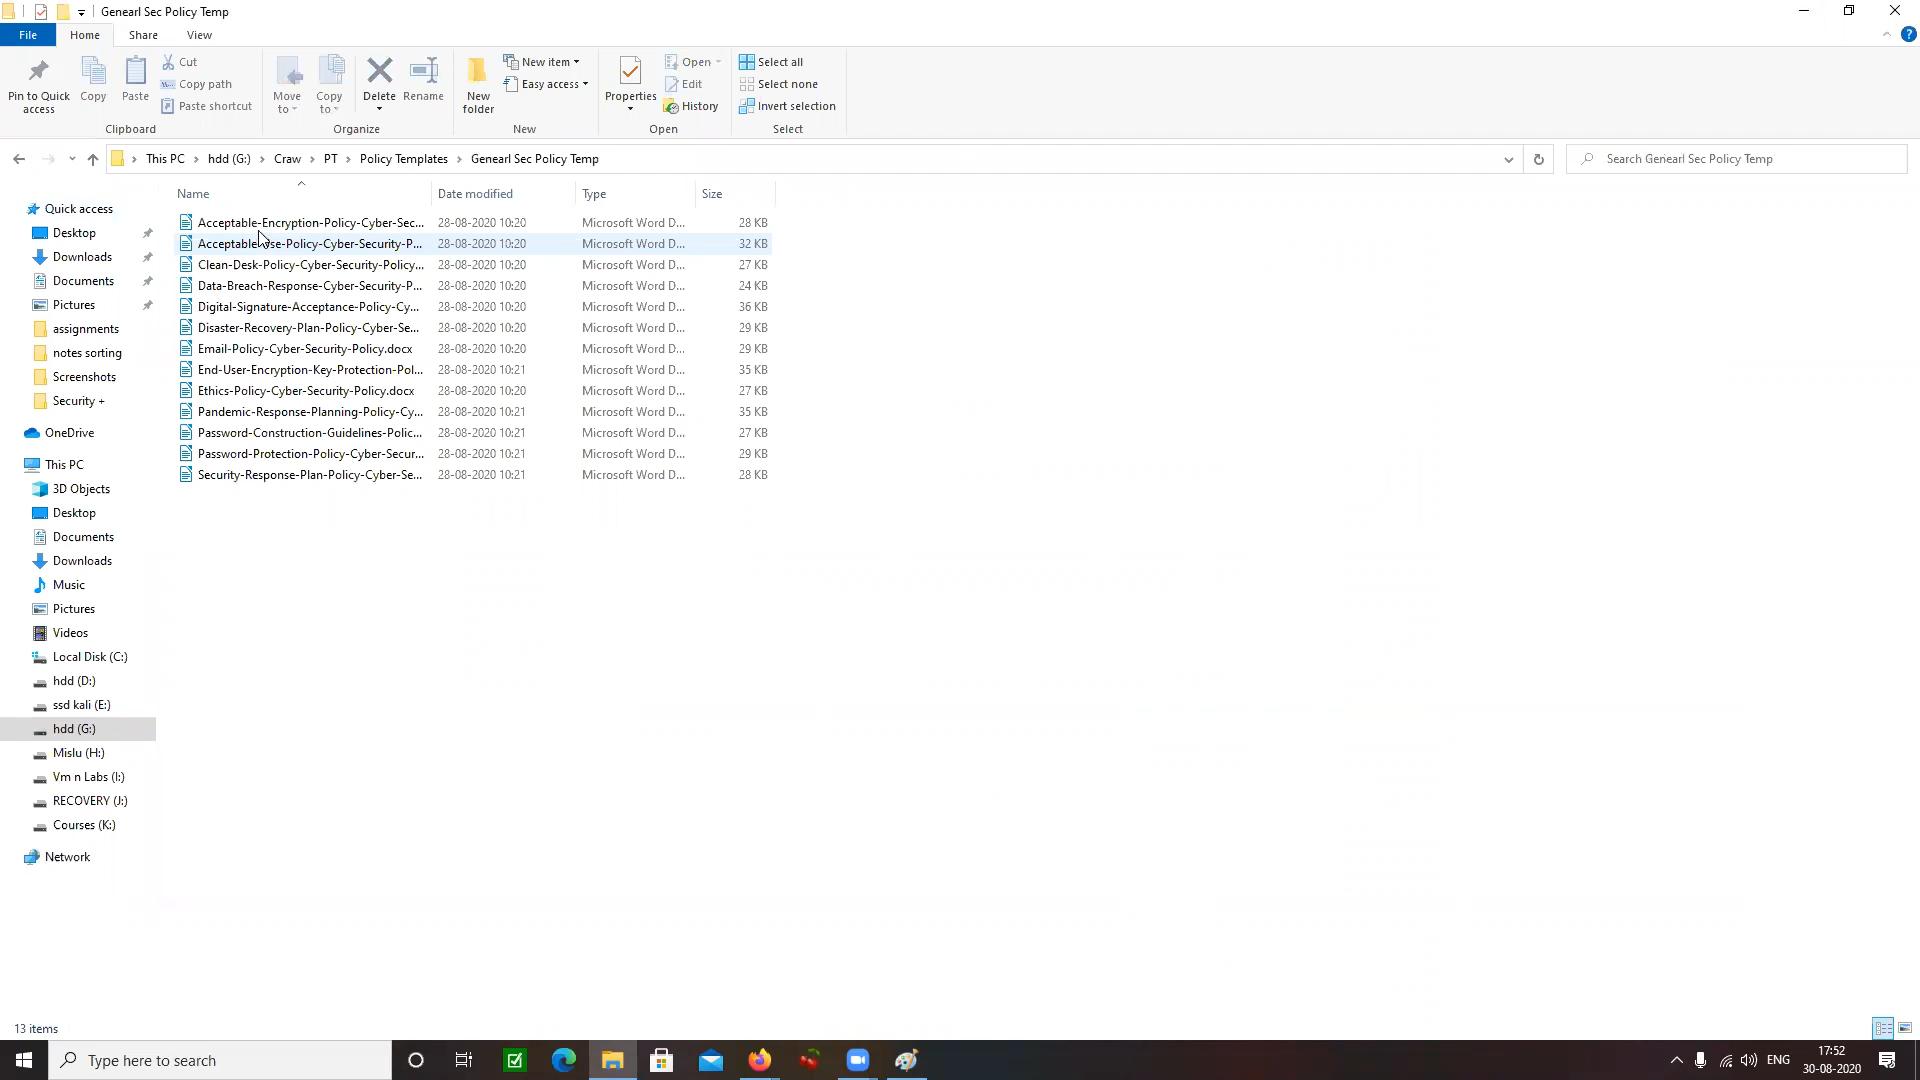 Genearl Sec Policy Temp
File Home Share View
Pin to Quick access
Copy
Paste
Cut
Copy path
Paste shortcut
Clipboard
Move to
Copy to
Delete
Rename
Organize
New folder
New item
Easy access
New
Properties
Open
Edit
History
Open
Select all
Select none
Invert selection
Select
This PC > hdd (G:) > Craw > PT > Policy Templates > Genearl Sec Policy Temp
Search Genearl Sec Policy Temp
Name Date modified Type Size
Acceptable-Encryption-Policy-Cyber-Sec... 28-08-2020 10:20 Microsoft Word D... 28 KB
Acceptable-Use-Policy-Cyber-Security-P... 28-08-2020 10:20 Microsoft Word D... 32 KB
Clean-Desk-Policy-Cyber-Security-Policy... 28-08-2020 10:20 Microsoft Word D... 27 KB
Data-Breach-Response-Cyber-Security-P... 28-08-2020 10:20 Microsoft Word D... 24 KB
Digital-Signature-Acceptance-Policy-Cy... 28-08-2020 10:20 Microsoft Word D... 36 KB
Disaster-Recovery-Plan-Policy-Cyber-Se... 28-08-2020 10:20 Microsoft Word D... 29 KB
Email-Policy-Cyber-Security-Policy.docx 28-08-2020 10:20 Microsoft Word D... 29 KB
End-User-Encryption-Key-Protection-Pol... 28-08-2020 10:21 Microsoft Word D... 35 KB
Ethics-Policy-Cyber-Security-Policy.docx 28-08-2020 10:20 Microsoft Word D... 27 KB
Pandemic-Response-Planning-Policy-Cy... 28-08-2020 10:21 Microsoft Word D... 35 KB
Password-Construction-Guidelines-Polic... 28-08-2020 10:21 Microsoft Word D... 27 KB
Password-Protection-Policy-Cyber-Secur... 28-08-2020 10:21 Microsoft Word D... 29 KB
Security-Response-Plan-Policy-Cyber-Se... 28-08-2020 10:21 Microsoft Word D... 28 KB
Quick access
Desktop
Downloads
Documents
Pictures
assignments
notes sorting
Screenshots
Security +
OneDrive
This PC
3D Objects
Desktop
Documents
Downloads
Music
Pictures
Videos
Local Disk (C:)
hdd (D:)
ssd kali (E:)
hdd (G:)
Mislu (H:)
Vm n Labs (I:)
RECOVERY (J:)
Courses (K:)
Network
13 items
Type here to search
ENG
17:52
30-08-2020